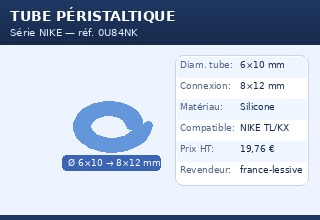 TUBE PÉRISTALTIQUE
Série NIKE — réf. 0U84NK
Diam. tube: 6×10 mm
Connexion: 8×12 mm
Matériau: Silicone
Compatible: NIKE TL/KX
Prix HT: 19,76 €
Revendeur: france-lessive
Ø 6×10 → 8×12 mm